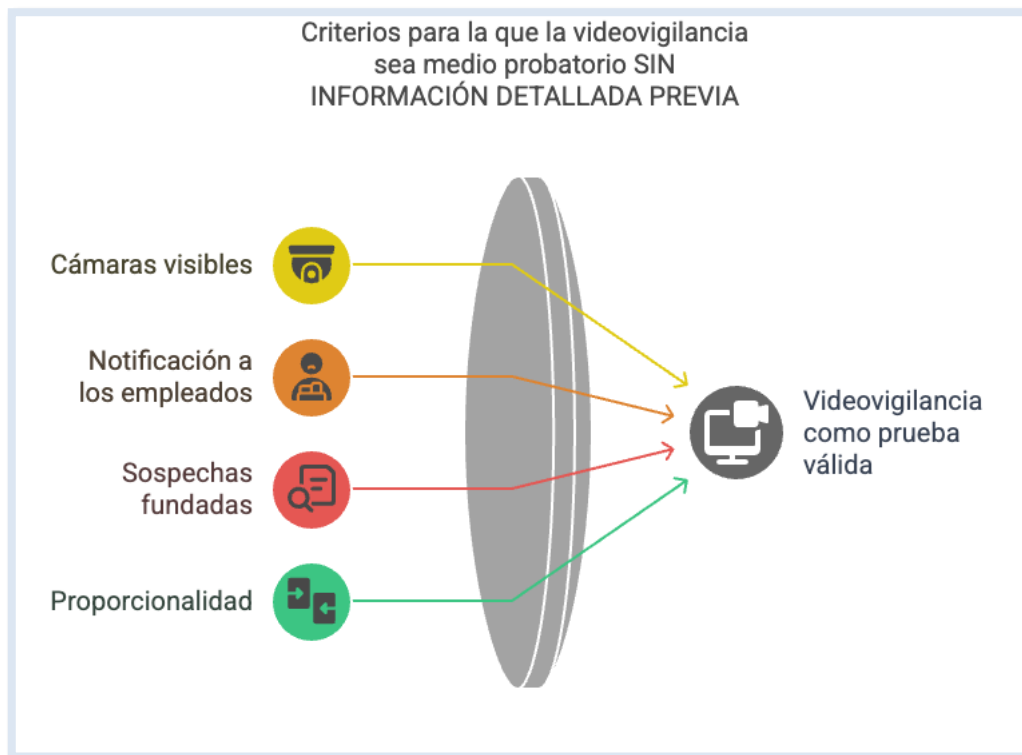 Criterios para la que la videovigilancia
sea medio probatorio SIN
INFORMACIÓN DETALLADA PREVIA
Cámaras visibles
Notificación a
los empleados
Sospechas
fundadas
Proporcionalidad
Videovigilancia
como prueba
válida